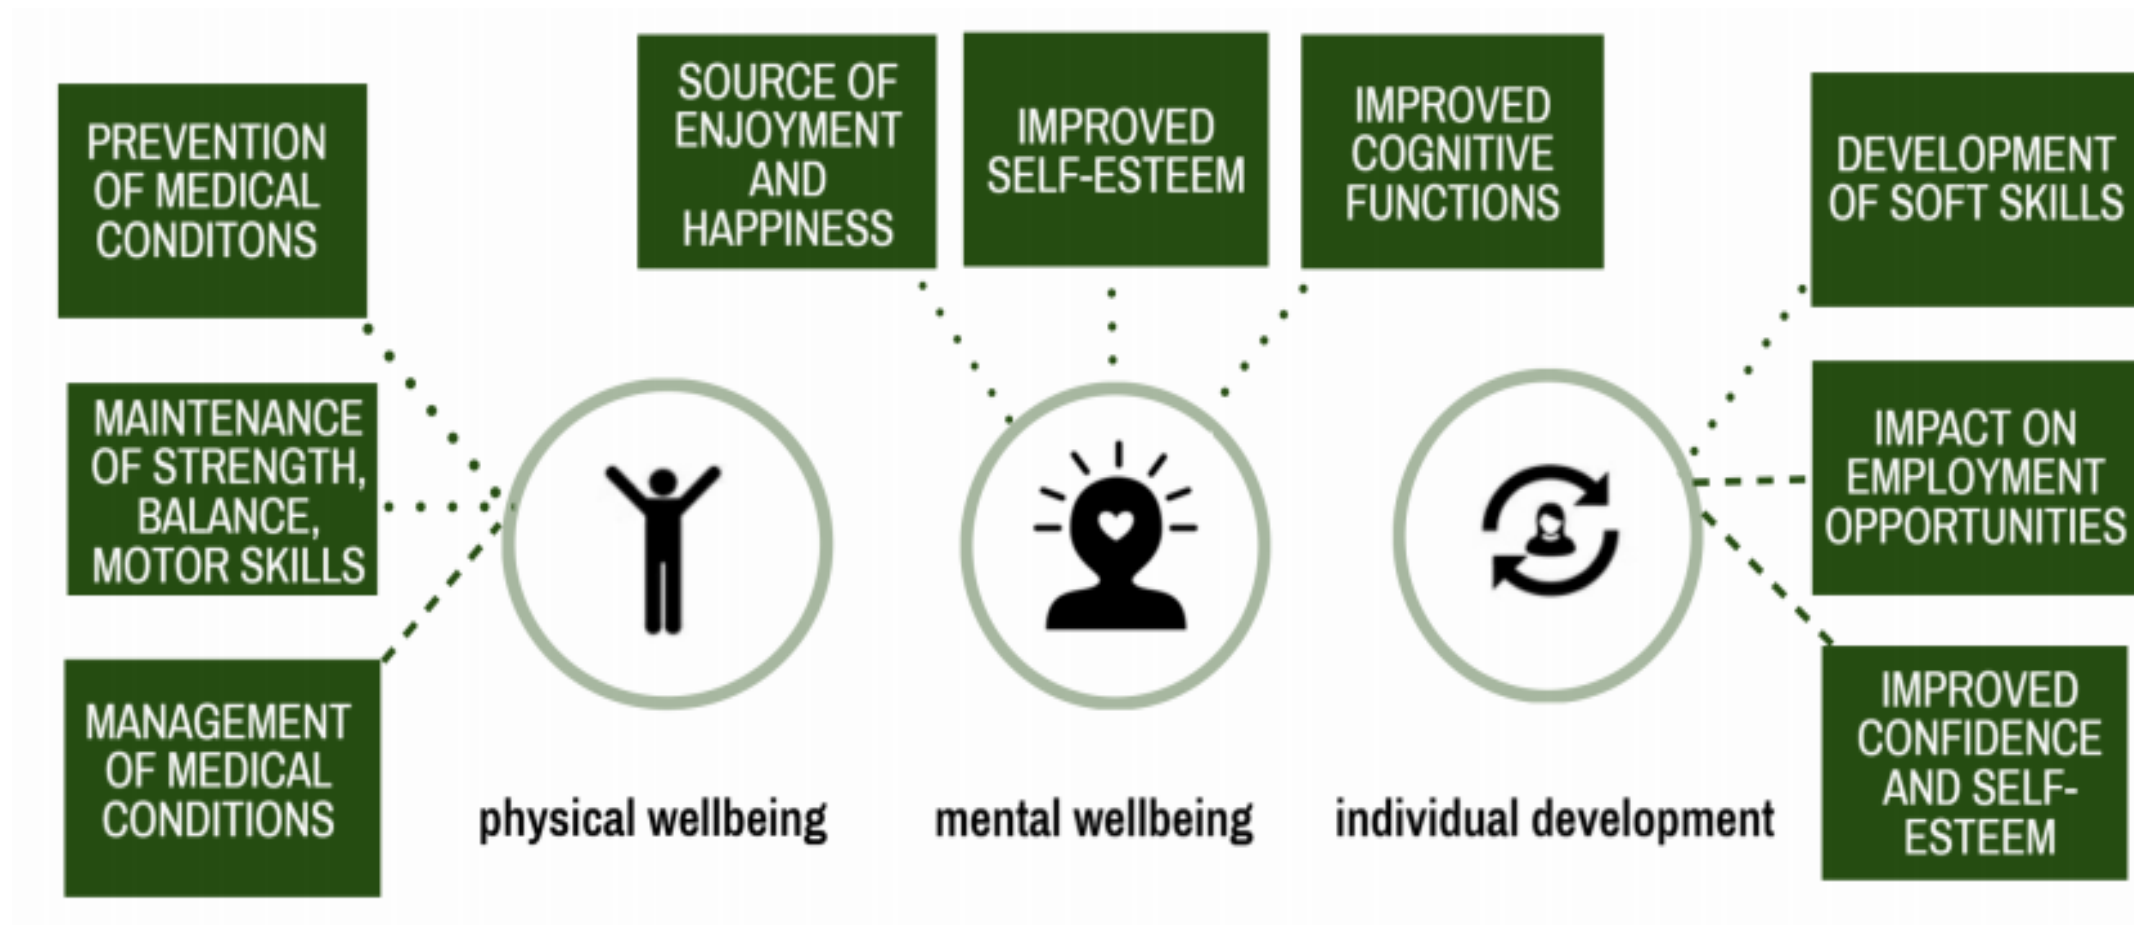 PREVENTION
OF MEDICAL
CONDITONS
MAINTENANCE
OF STRENGTH,
BALANCE,
MOTOR SKILLS
MANAGEMENT
OF MEDICAL
CONDITIONS
physical wellbeing
SOURCE OF
ENJOYMENT
AND
HAPPINESS
IMPROVED
SELF-ESTEEM
IMPROVED
COGNITIVE
FUNCTIONS
mental wellbeing
DEVELOPMENT
OF SOFT SKILLS
IMPACT ON
EMPLOYMENT
OPPORTUNITIES
IMPROVED
CONFIDENCE
AND SELF-
ESTEEM
individual development